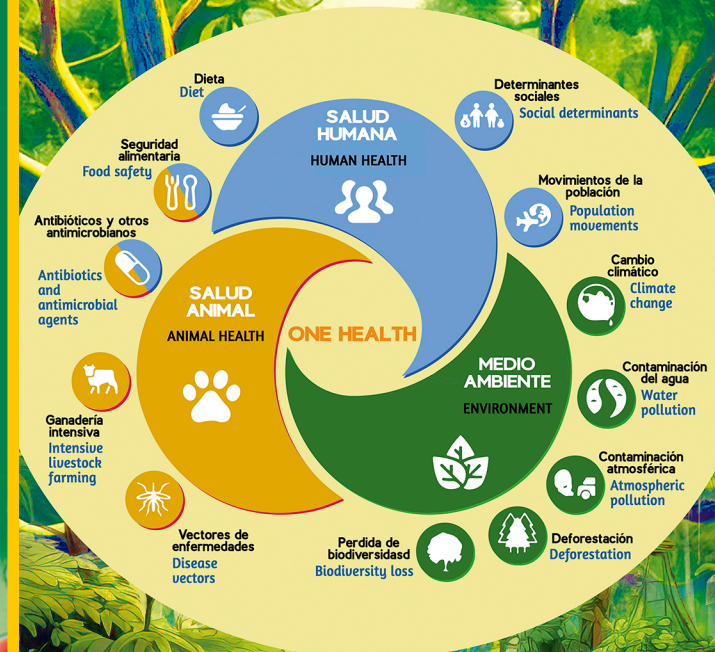 Dieta
Diet
Determinantes
sociales
Social determinants
SALUD
HUMANA
HUMAN HEALTH
Seguridad
alimentaria
Food safety
Movimientos de la
población
Population
movements
Antibióticos y otros
antimicrobianos
Antibiotics
and
antimicrobial
agents
Cambio
climático
Climate
change
SALUD
ANIMAL
ANIMAL HEALTH
ONE HEALTH
MEDIO
AMBIENTE
ENVIRONMENT
Contaminación
del agua
Water
pollution
Ganadería
intensiva
Intensive
livestock
farming
Contaminación
atmosférica
Atmospheric
pollution
Vectores de
enfermedades
Disease
vectors
Perdida de
biodiversidasd
Biodiversity loss
Deforestación
Deforestation